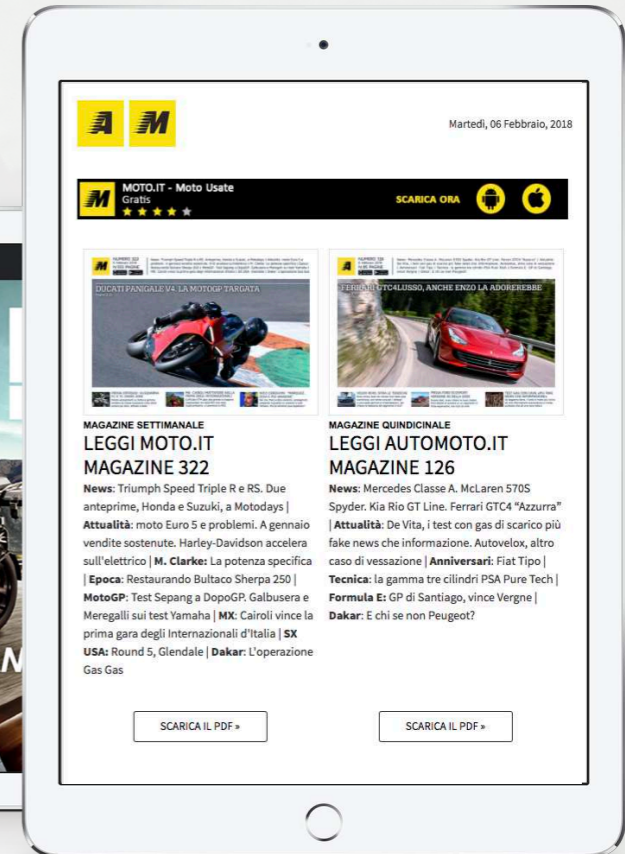 AM
Martedì, 06 Febbraio, 2018
M
MOTO.IT - Moto Usate
Gratis
SCARICA ORA
DUCATI PANIGALE V4. LA MOTOGP TARGATA
FERRARI GTC4LUSSO, ANCHE ENZO LA ADOREREBBE
MAGAZINE SETTIMANALE
LEGGI MOTO.IT
MAGAZINE 322
News: Triumph Speed Triple R e RS. Due
anteprime, Honda e Suzuki, a Motodays |
Attualità: moto Euro 5 e problemi. A gennaio
vendite sostenute. Harley-Davidson accelera
sull'elettrico | M. Clarke: La potenza specifica
| Epoca: Restaurando Bultaco Sherpa 250 |
MotoGP: Test Sepang a DopoGP. Galbusera e
Meregalli sui test Yamaha | MX: Cairoli vince la
prima gara degli Internazionali d'Italia | SX
USA: Round 5, Glendale | Dakar: L'operazione
Gas Gas
SCARICA IL PDF »
MAGAZINE QUINDICINALE
LEGGI AUTOMOTO.IT
MAGAZINE 126
News: Mercedes Classe A. McLaren 570S
Spyder. Kia Rio GT Line. Ferrari GTC4 “Azzurra”
| Attualità: De Vita, i test con gas di scarico più
fake news che informazione. Autovelox, altro
caso di vessazione | Anniversari: Fiat Tipo |
Tecnica: la gamma tre cilindri PSA Pure Tech |
Formula E: GP di Santiago, vince Vergne |
Dakar: E chi se non Peugeot?
SCARICA IL PDF »